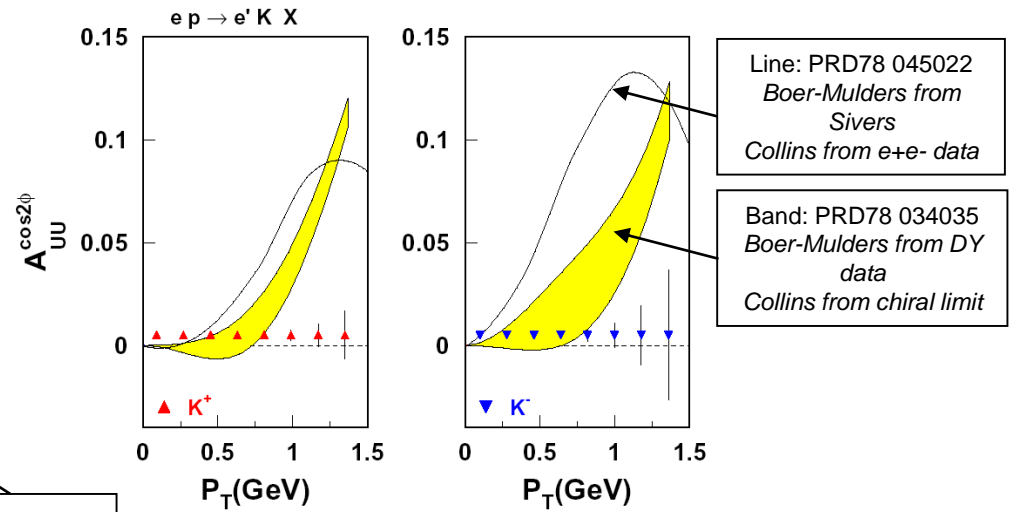 e p → e' K X
0.15
0.1
0.05
0
A_UU^cos2ϕ
K+
0 0.5 1 1.5
P_T(GeV)
0.15
0.1
0.05
0
K-
0 0.5 1 1.5
P_T(GeV)
Line: PRD78 045022
Boer-Mulders from
Sivers
Collins from e+e- data
Band: PRD78 034035
Boer-Mulders from DY
data
Collins from chiral limit